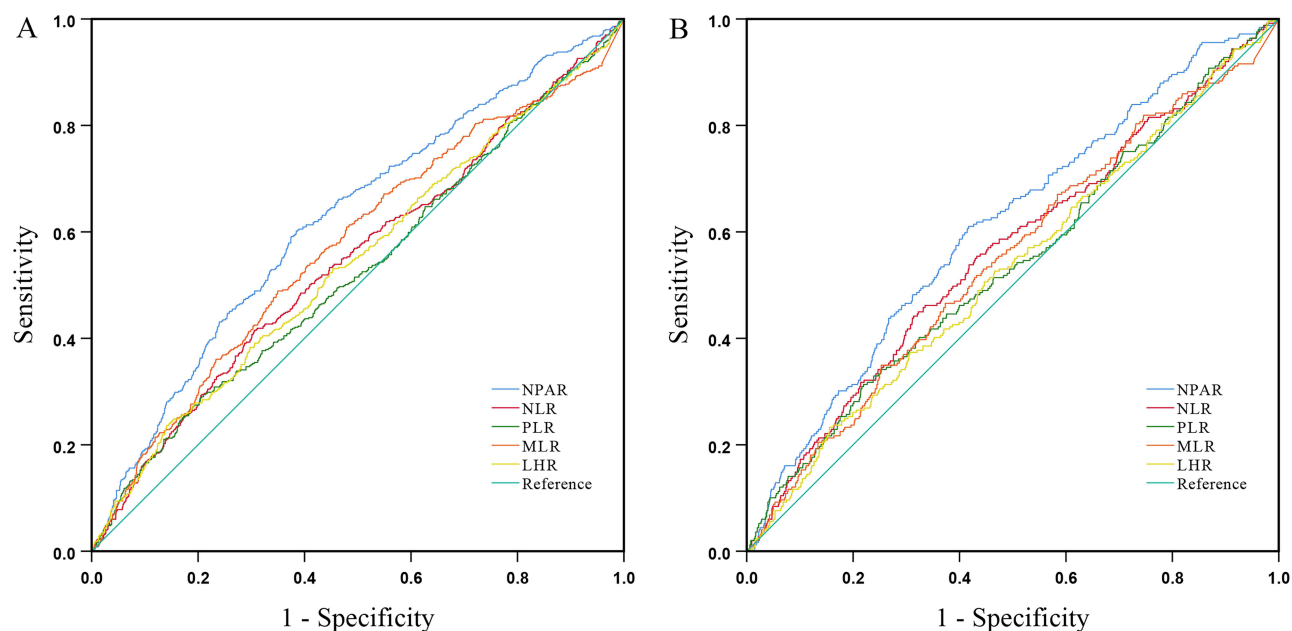 A
1.0
0.8
0.6
0.4
0.2
0.0
Sensitivity
NPAR
NLR
PLR
MLR
LHR
Reference
0.0 0.2 0.4 0.6 0.8 1.0
1 - Specificity
B
1.0
0.8
0.6
0.4
0.2
0.0
Sensitivity
NPAR
NLR
PLR
MLR
LHR
Reference
0.0 0.2 0.4 0.6 0.8 1.0
1 - Specificity